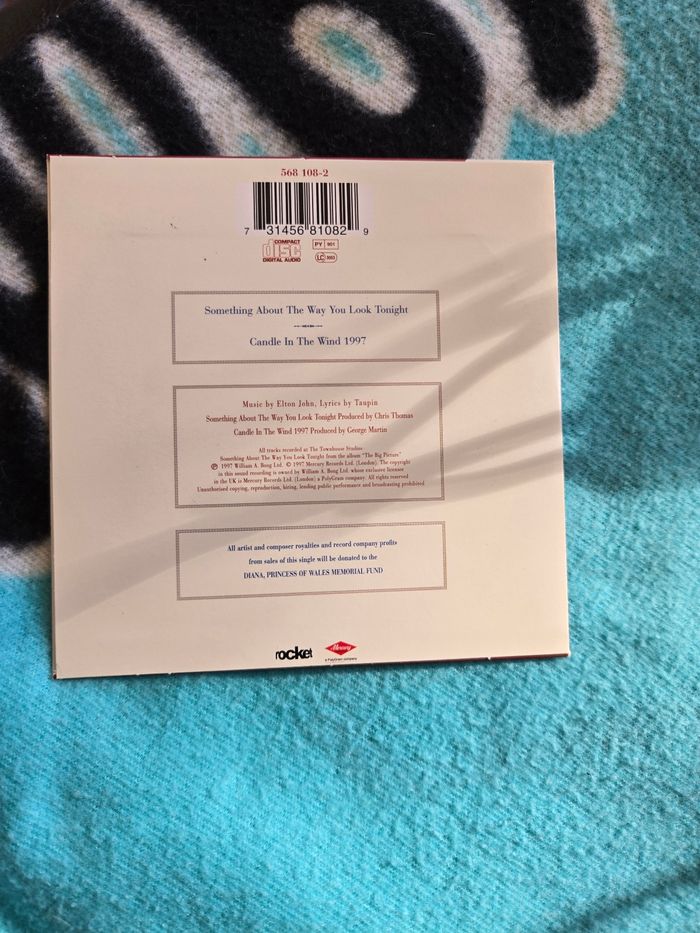 568 108-2
7 31456 81082 9
COMPACT
disc
DIGITAL AUDIO
PY 901
LC
Something About The Way You Look Tonight
Candle In The Wind 1997
Music by Elton John, Lyrics by Taupin
Something About The Way You Look Tonight Produced by Chris Thomas
Candle In The Wind 1997 Produced by George Martin
All tracks recorded at The Townhouse Studios
Something About The Way You Look Tonight from the album "The Big Picture"
℗ 1997 William A. Bong Ltd. © 1997 Mercury Records Ltd. (London). The copyright
in this sound recording is owned by William A. Bong Ltd. whose exclusive licensee
in the UK is Mercury Records Ltd. (London) a PolyGram company. All rights reserved
Unauthorised copying, reproduction, hiring, lending public performance and broadcasting prohibited
All artist and composer royalties and record company profits
from sales of this single will be donated to the
DIANA, PRINCESS OF WALES MEMORIAL FUND
rocket
Mercury
a PolyGram company